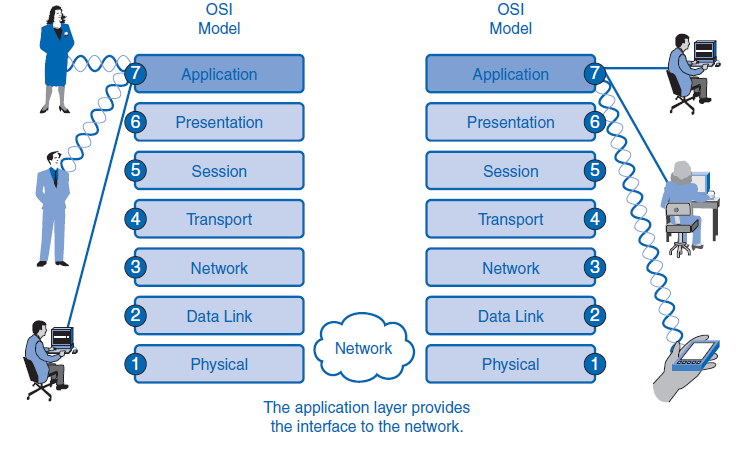 OSI
Model
OSI
Model
7 Application
Application 7
6 Presentation
Presentation 6
5 Session
Session 5
4 Transport
Transport 4
3 Network
Network 3
2 Data Link
Data Link 2
Network
1 Physical
Physical 1
The application layer provides
the interface to the network.